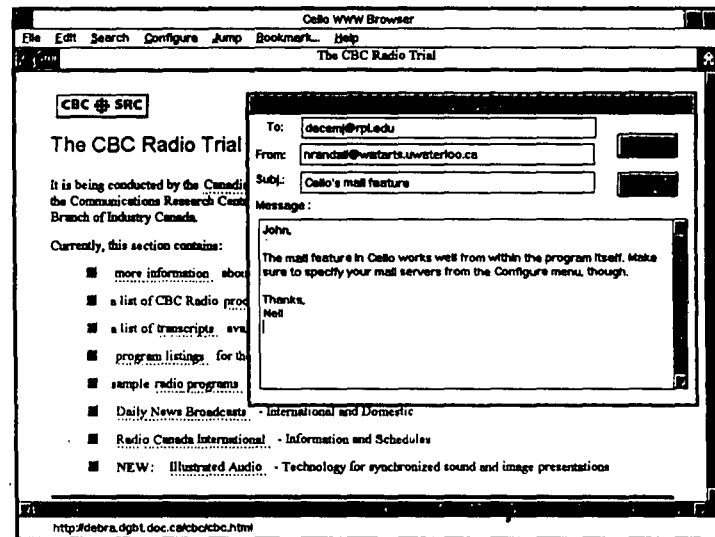 Cello WWW Browser
File Edit Search Configure Jump Bookmark... Help
The CBC Radio Trial
CBC SRC
The CBC Radio Trial
It is being conducted by the Canadi
the Communications Research Cent
Branch of Industry Canada.
Currently, this section contains:
more information abou
a list of CBC Radio prod
a list of transcripts ava
program listings for th
sample radio programs
Daily News Broadcasts - International and Domestic
Radio Canada International - Information and Schedules
NEW: Illustrated Audio - Technology for synchronized sound and image presentations
To: decemj@rpi.edu
From: nrandall@watarts.uwaterloo.ca
Subj.: Cello's mail feature
Message:
John,
The mail feature in Cello works well from within the program itself. Make
sure to specify your mail servers from the Configure menu, though.
Thanks,
Neil
http://debra.dgbt.doc.ca/cbc/cbc.html